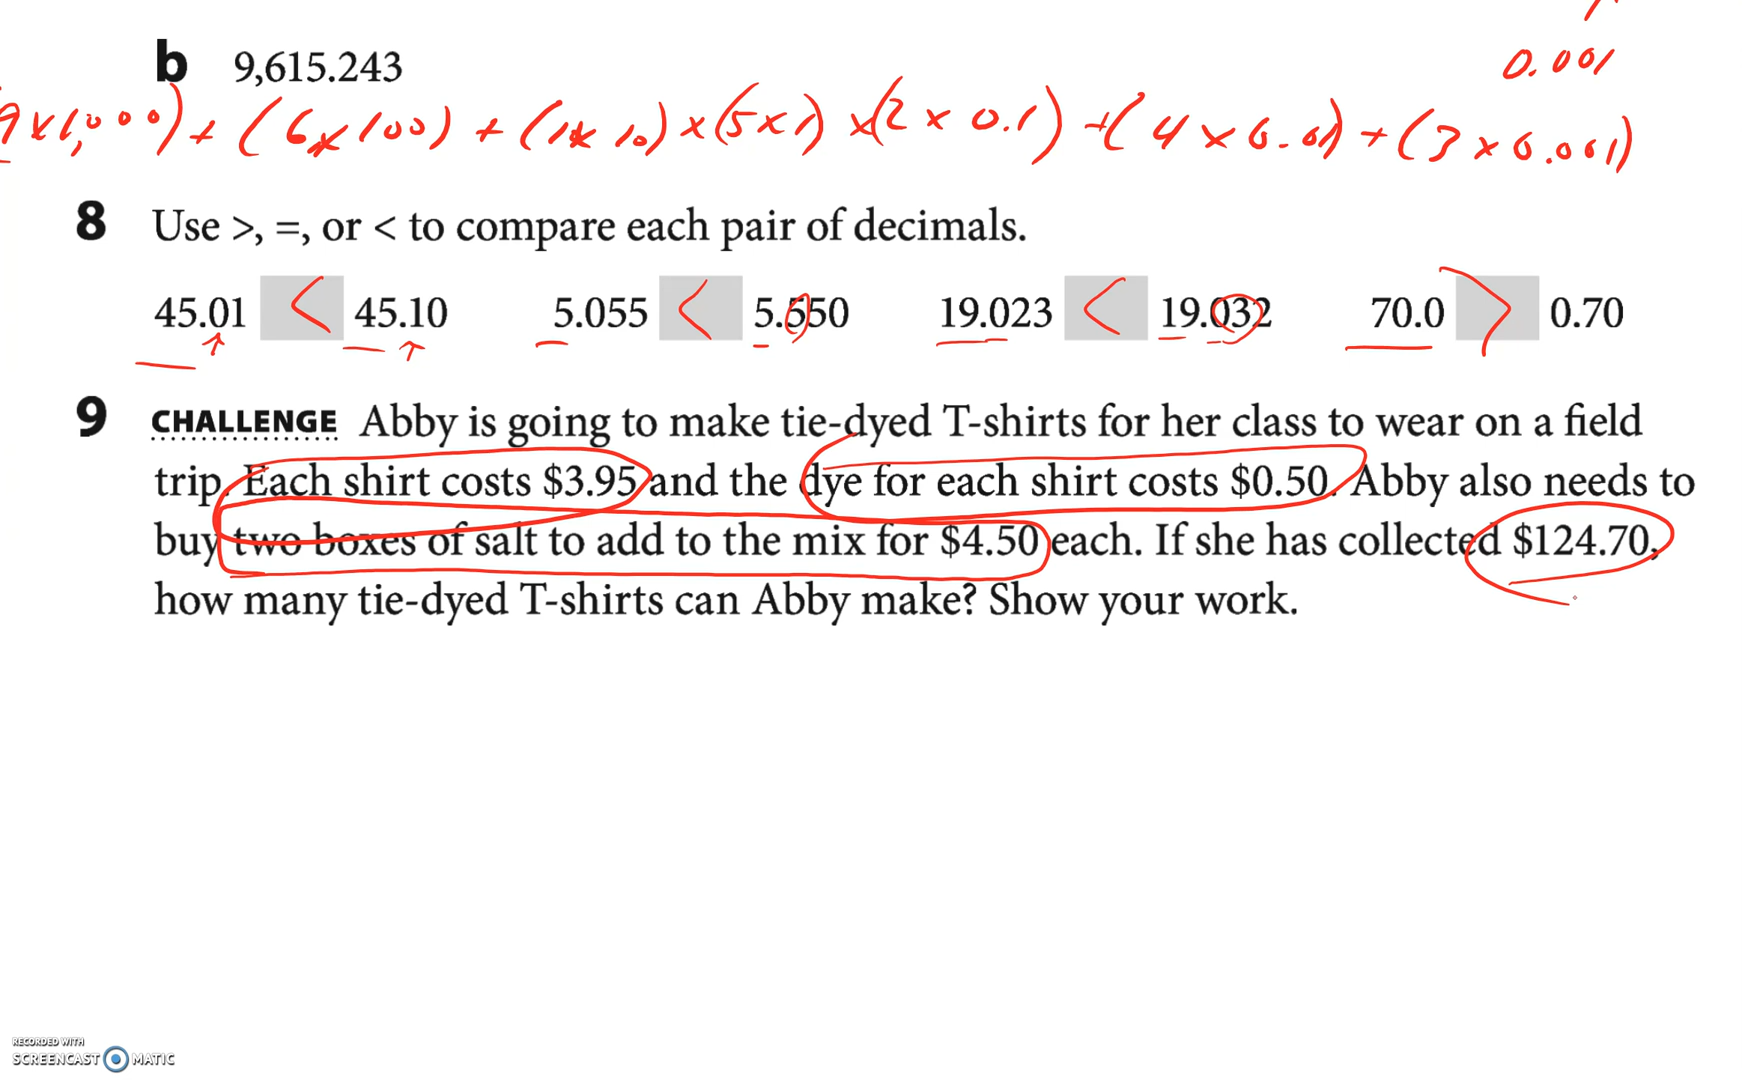 0.001
b 9,615.243
9 x 1,000) + (6 x 100) + (1 x 10) x (5 x 1) x (2 x 0.1) + (4 x 0.01) + (3 x 0.001)
8 Use >, =, or < to compare each pair of decimals.
45.01 < 45.10 5.055 < 5.550 19.023 < 19.032 70.0 > 0.70
9 CHALLENGE Abby is going to make tie-dyed T-shirts for her class to wear on a field
trip. Each shirt costs $3.95 and the dye for each shirt costs $0.50. Abby also needs to
buy two boxes of salt to add to the mix for $4.50 each. If she has collected $124.70,
how many tie-dyed T-shirts can Abby make? Show your work.
RECORDED WITH
SCREENCAST MATIC